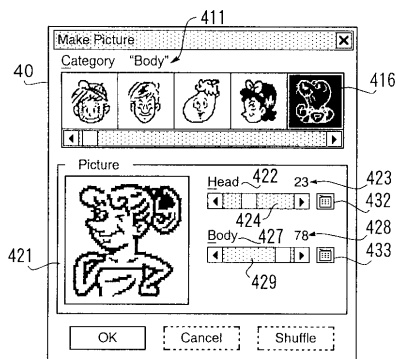 411
Make Picture
Category "Body"
40
416
Picture
Head 422 23 423
424 432
Body 427 78 428
421 429 433
OK Cancel Shuffle